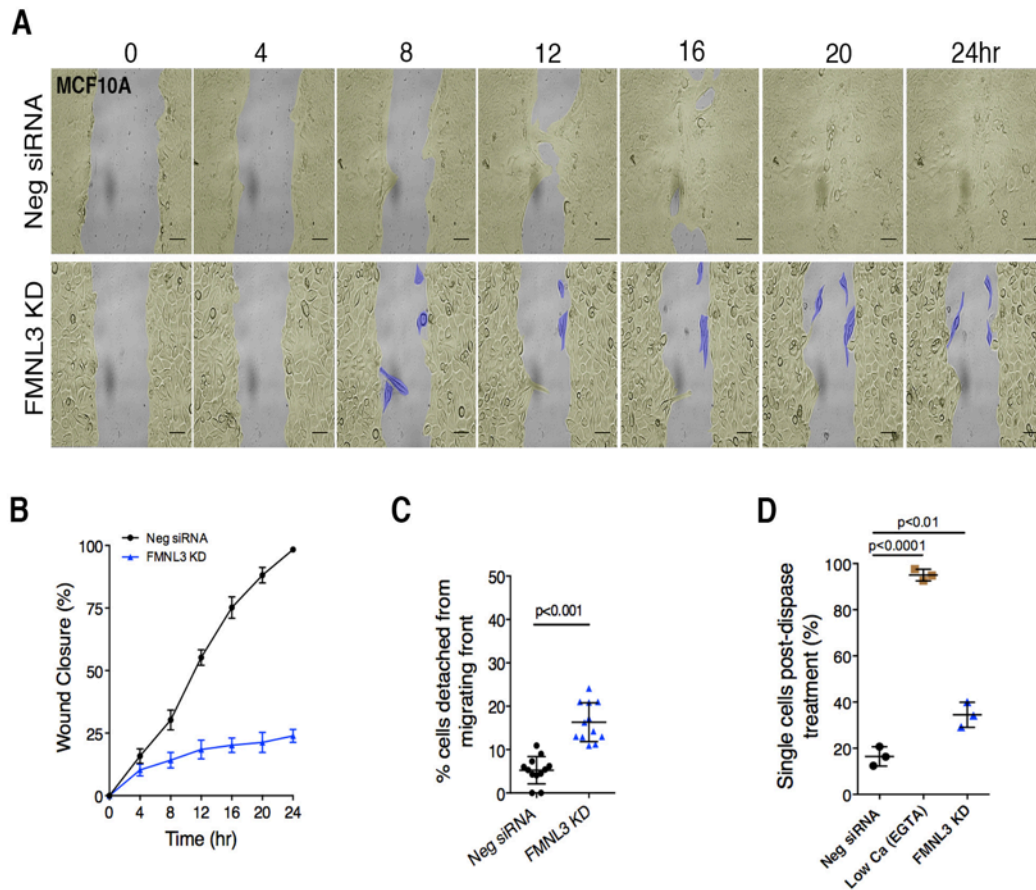 A
0 4 8 12 16 20 24hr
MCF10A
Neg siRNA
FMNL3 KD
B
Neg siRNA
FMNL3 KD
100
75
50
25
0
Wound Closure (%)
0 4 8 12 16 20 24
Time (hr)
C
p<0.001
50
40
30
20
10
0
% cells detached from
migrating front
Neg siRNA
FMNL3 KD
D
p<0.01
p<0.0001
100
80
60
40
20
0
Single cells post-dispase
treatment (%)
Neg siRNA
Low Ca (EGTA)
FMNL3 KD